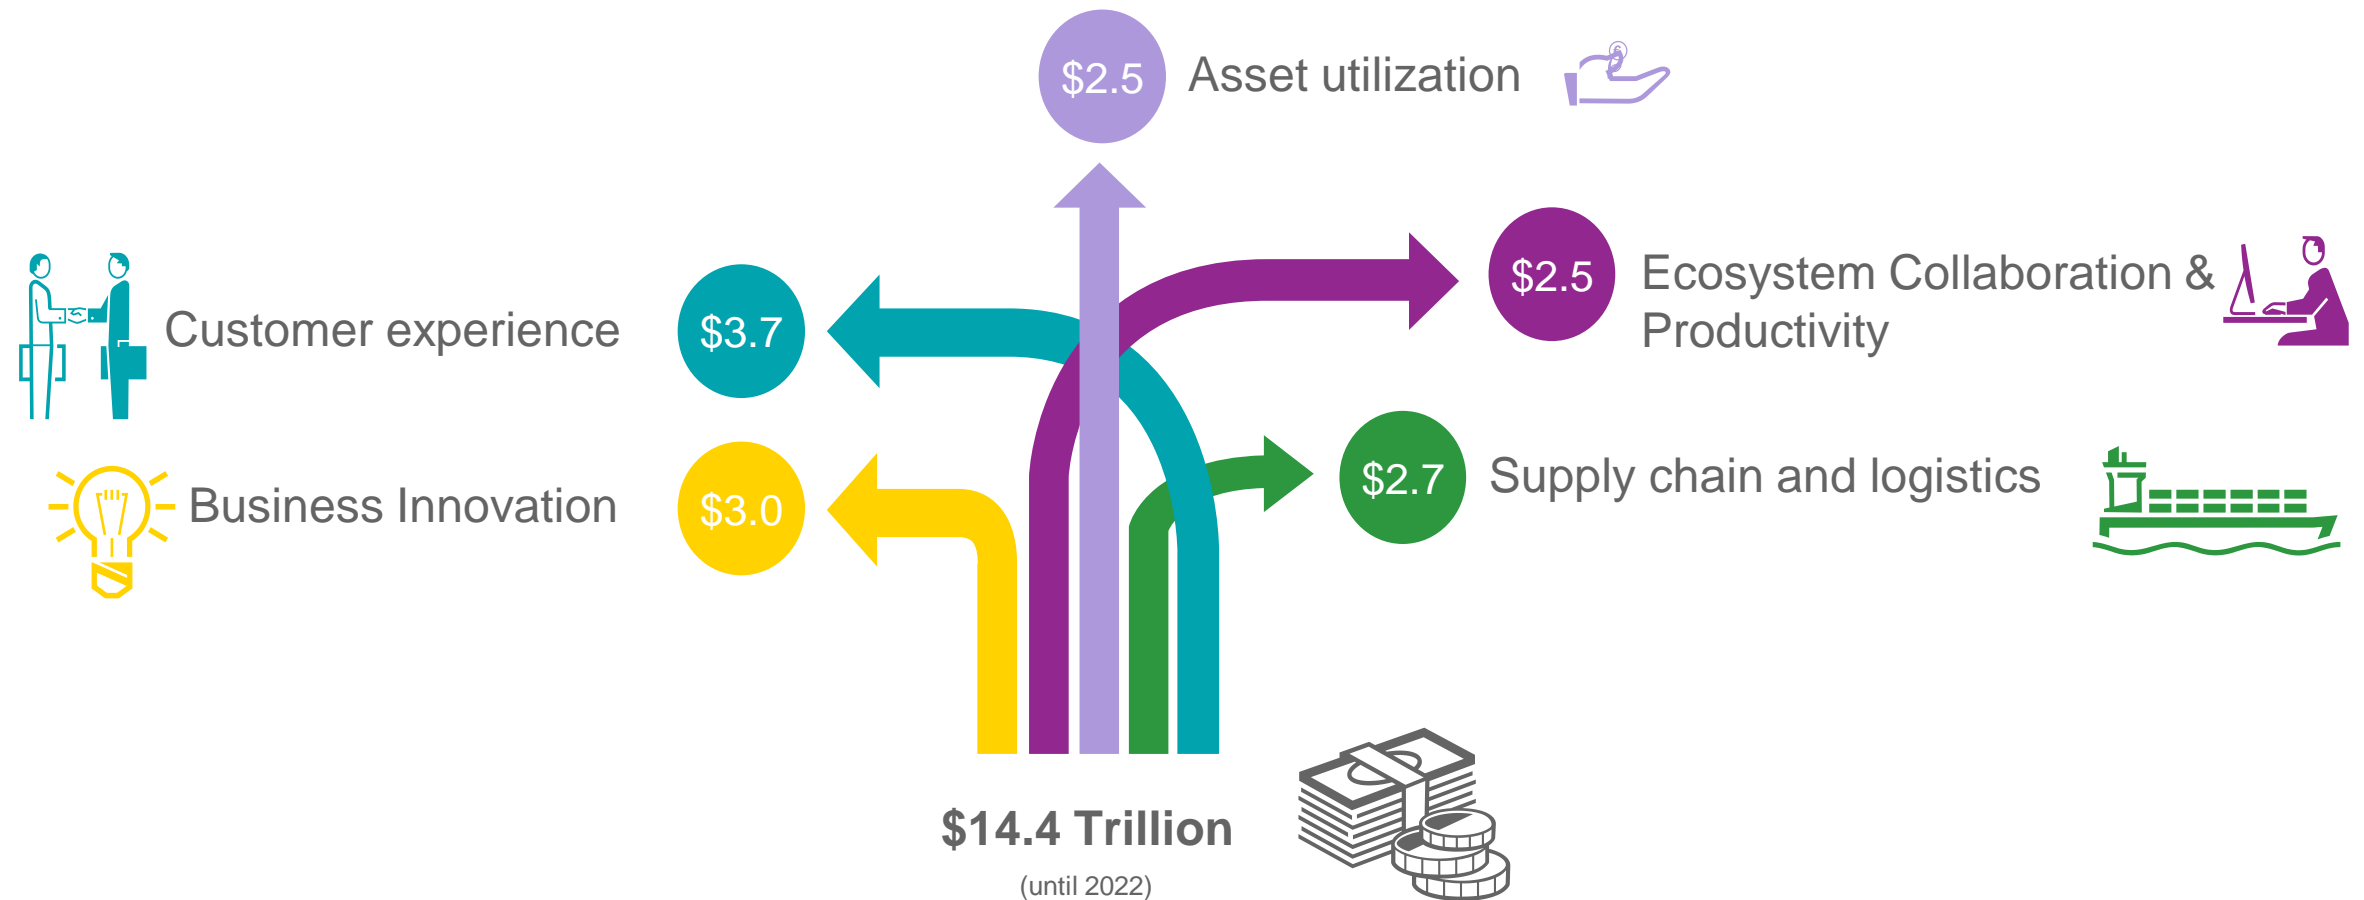 $2.5
Asset utilization
$2.5
Ecosystem Collaboration &
Productivity
Customer experience
$3.7
$2.7
Supply chain and logistics
Business Innovation
$3.0
$14.4 Trillion
(until 2022)